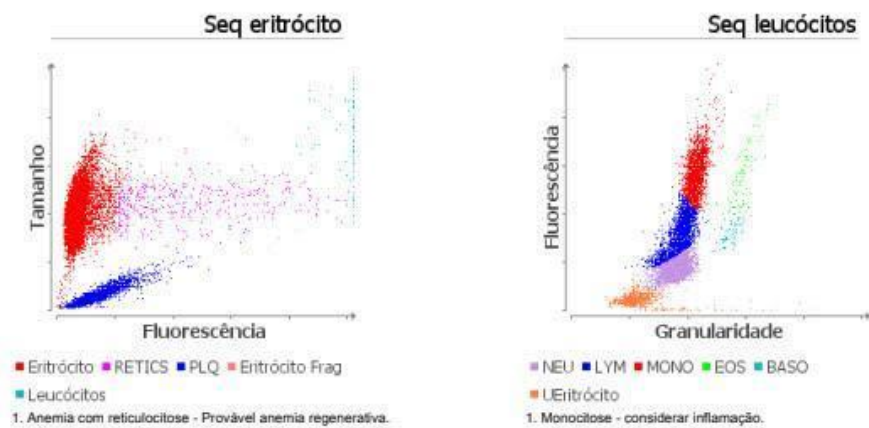 Seq eritrócito
Tamanho
Fluorescência
Eritrócito RETICS PLQ Eritrócito Frag
Leucócitos
1. Anemia com reticulocitose - Provável anemia regenerativa.
Seq leucócitos
Fluorescência
Granularidade
NEU LYM MONO EOS BASO
UEritrócito
1. Monocitose - considerar inflamação.